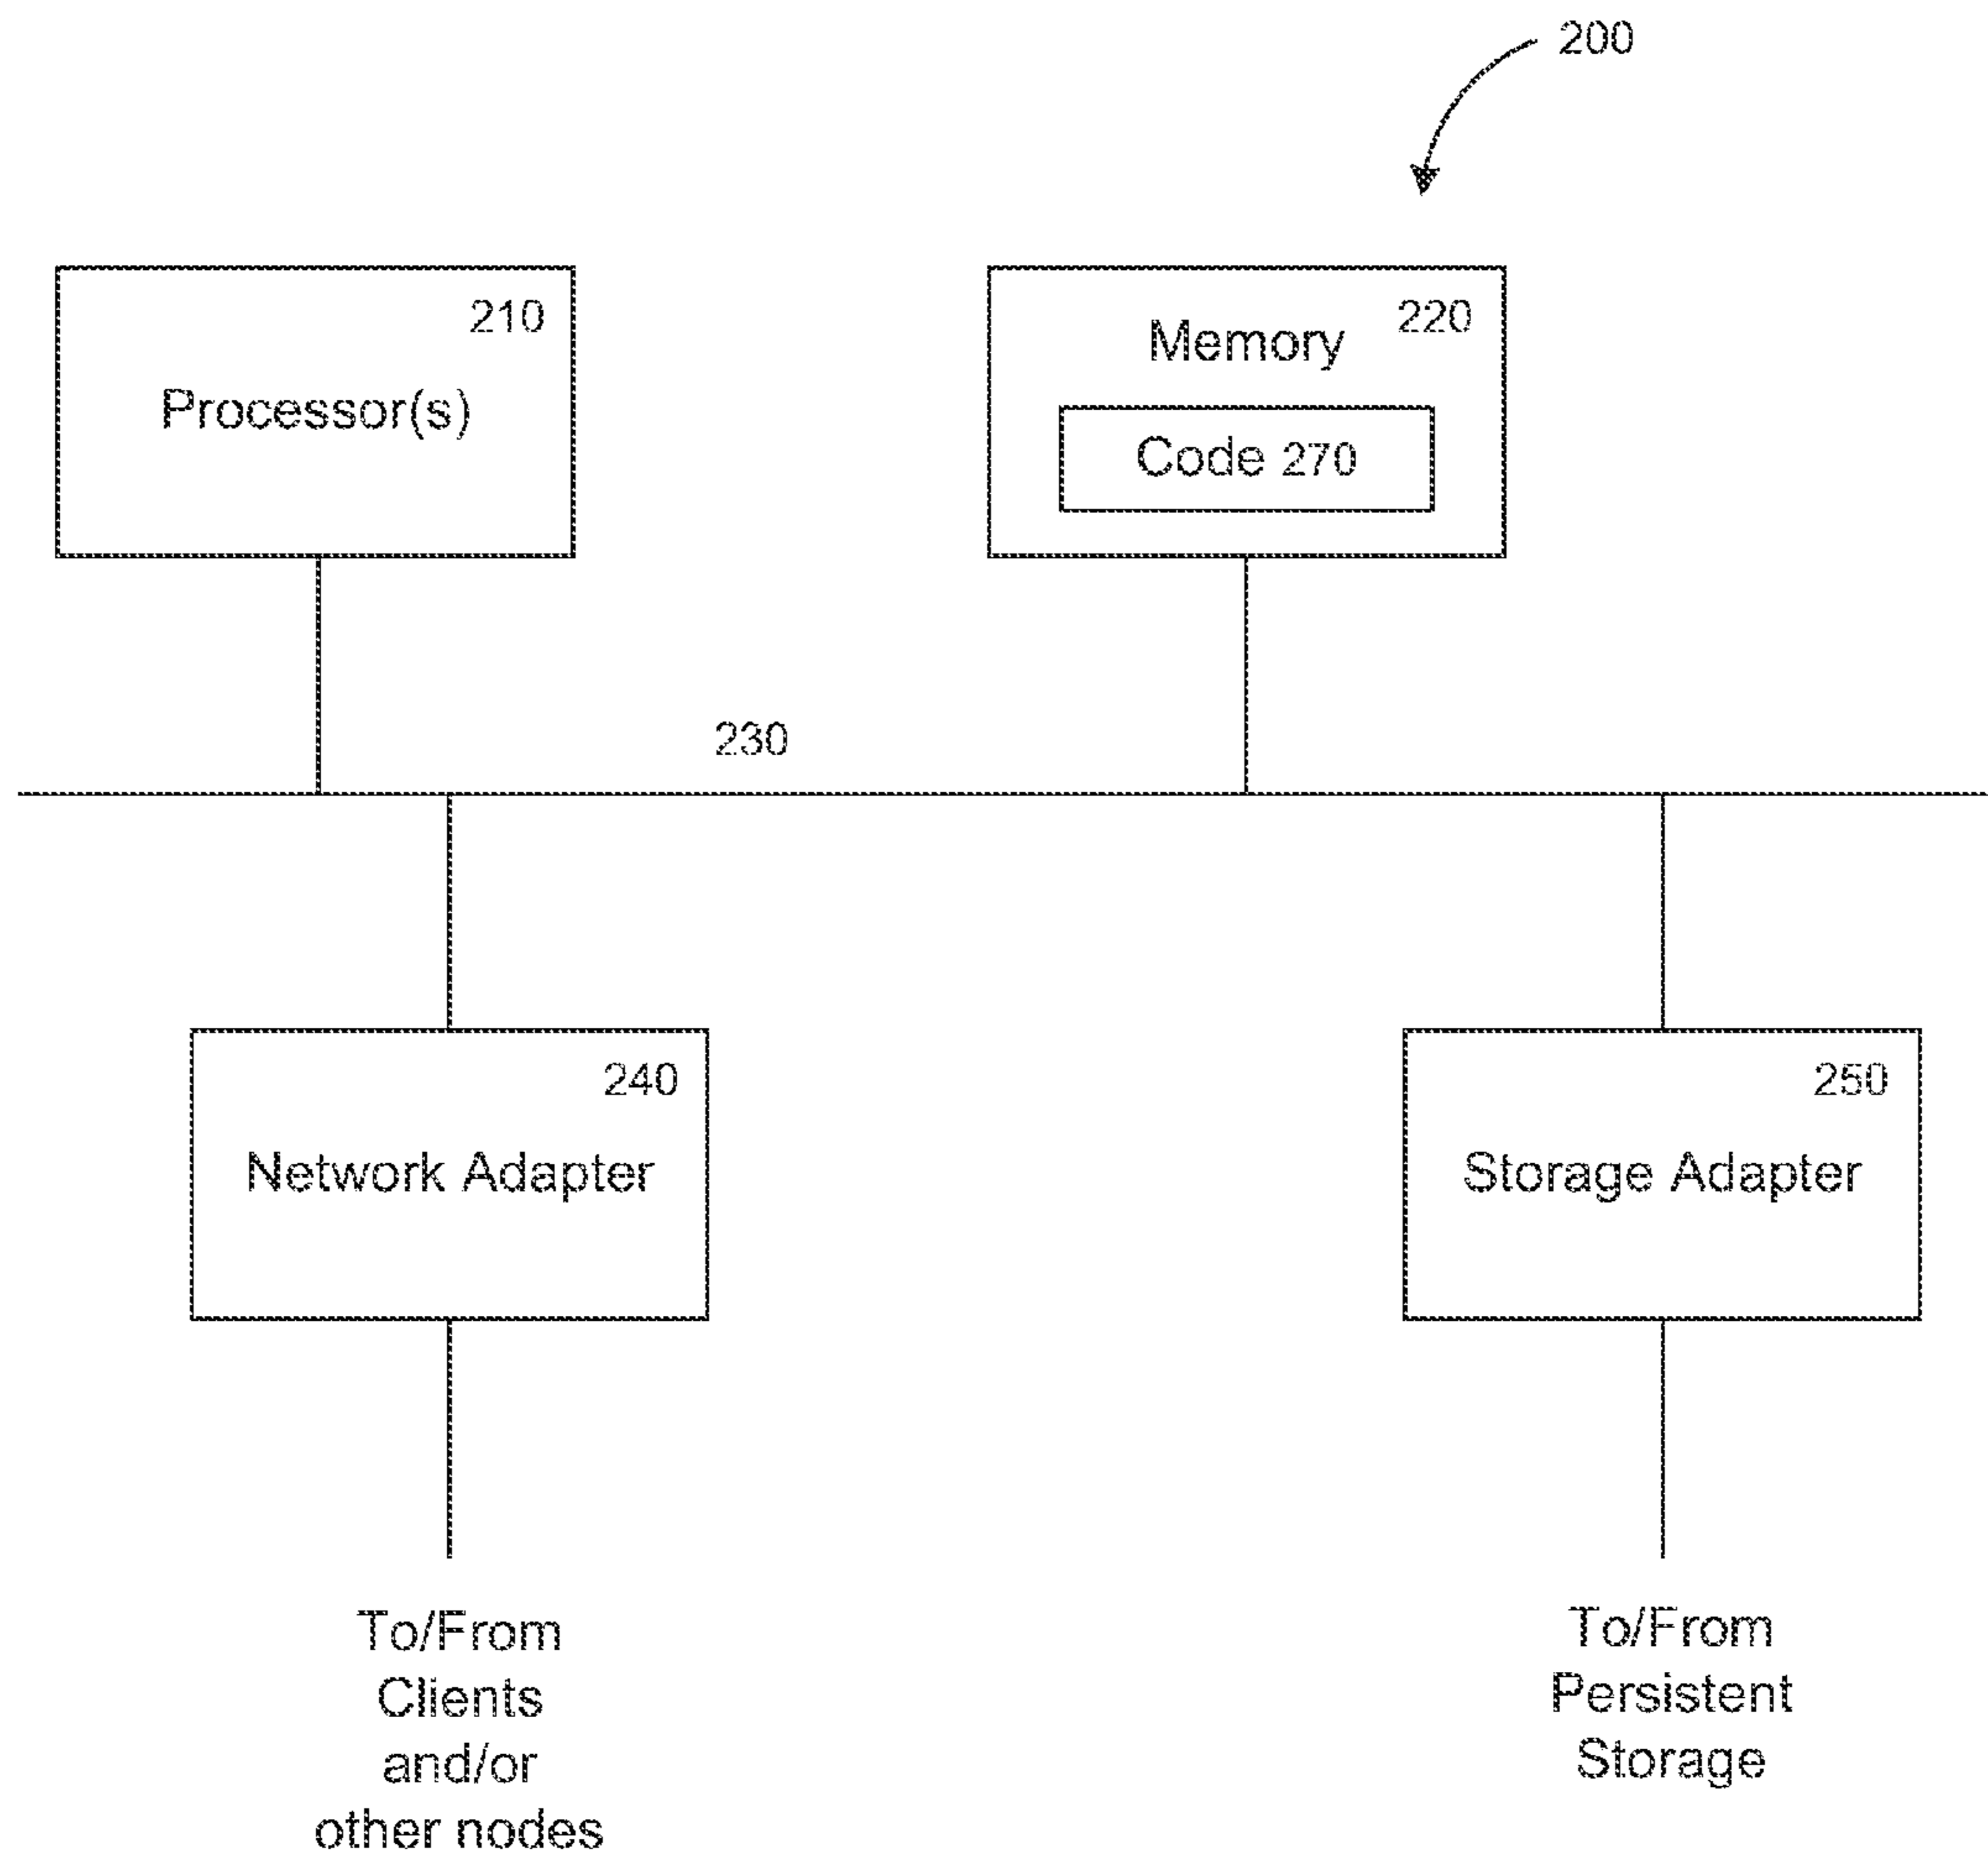 200
210
Processor(s)
220
Memory
Code 270
230
240
Network Adapter
250
Storage Adapter
To/From
Clients
and/or
other nodes
To/From
Persistent
Storage